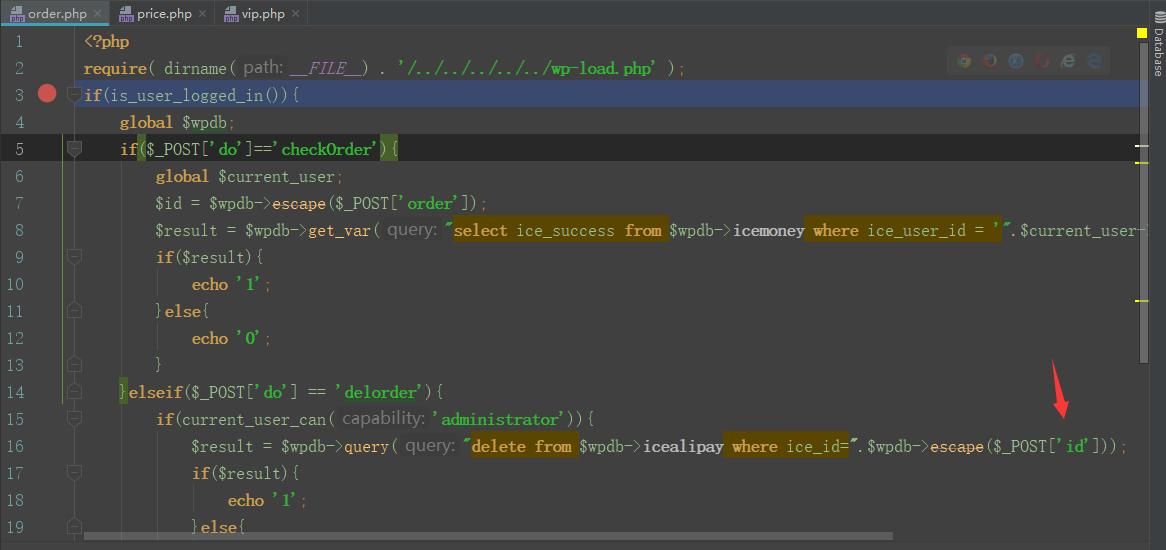 order.php price.php vip.php
Database
1 <?php
2 require( dirname( path: __FILE__) . '/../../../../../wp-load.php' );
3 if(is_user_logged_in()){
4 global $wpdb;
5 if($_POST['do']=='checkOrder'){
6 global $current_user;
7 $id = $wpdb->escape($_POST['order']);
8 $result = $wpdb->get_var( query: "select ice_success from $wpdb->icemoney where ice_user_id = '".$current_user-
9 if($result){
10 echo '1';
11 }else{
12 echo '0';
13 }
14 }elseif($_POST['do'] == 'delorder'){
15 if(current_user_can( capability: 'administrator')){
16 $result = $wpdb->query( query: "delete from $wpdb->icealipay where ice_id=".$wpdb->escape($_POST['id']));
17 if($result){
18 echo '1';
19 }else{